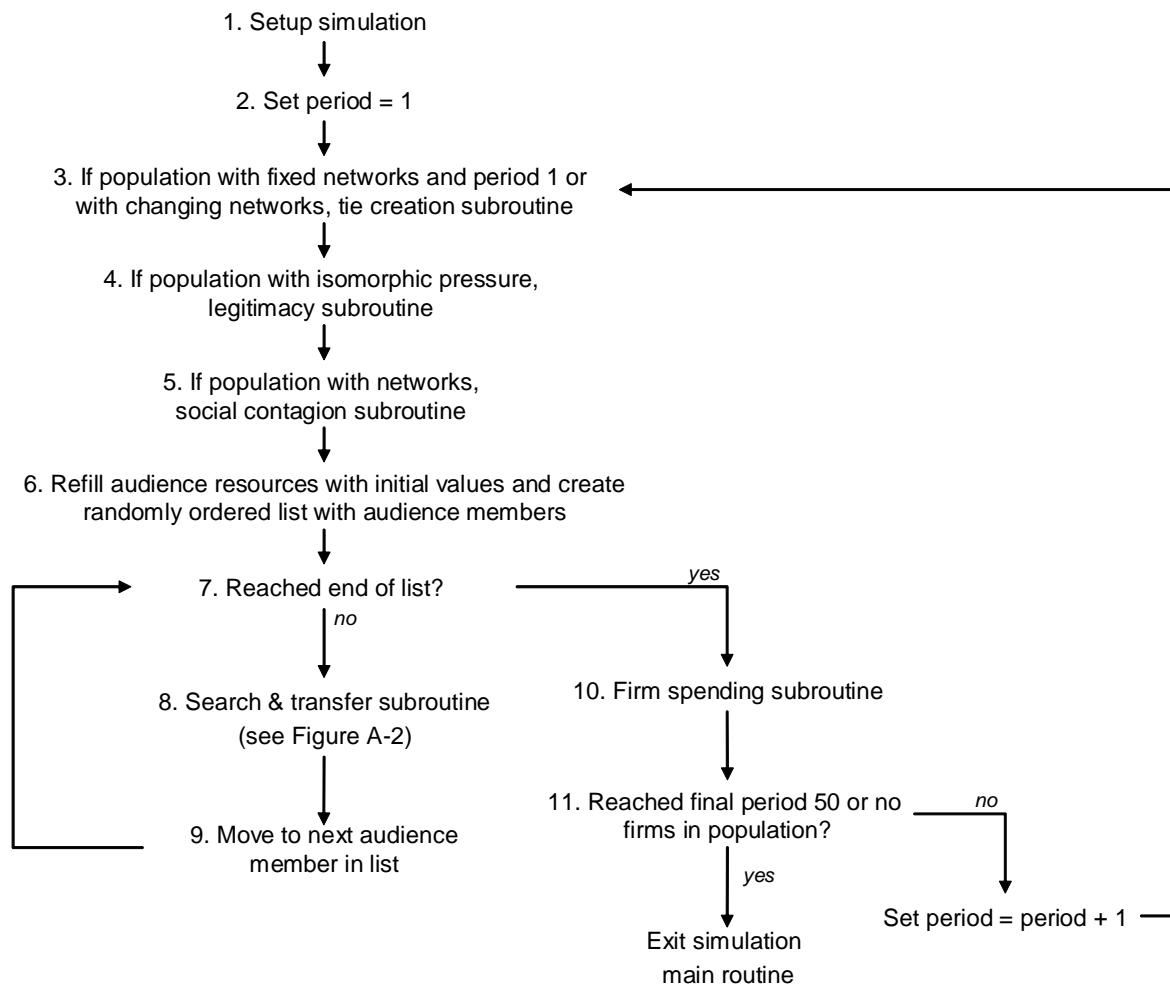 1. Setup simulation
2. Set period = 1
3. If population with fixed networks and period 1 or
with changing networks, tie creation subroutine
4. If population with isomorphic pressure,
legitimacy subroutine
5. If population with networks,
social contagion subroutine
6. Refill audience resources with initial values and create
randomly ordered list with audience members
7. Reached end of list?
yes
no
8. Search & transfer subroutine
(see Figure A-2)
9. Move to next audience
member in list
10. Firm spending subroutine
11. Reached final period 50 or no
firms in population?
no
yes
Set period = period + 1
Exit simulation
main routine